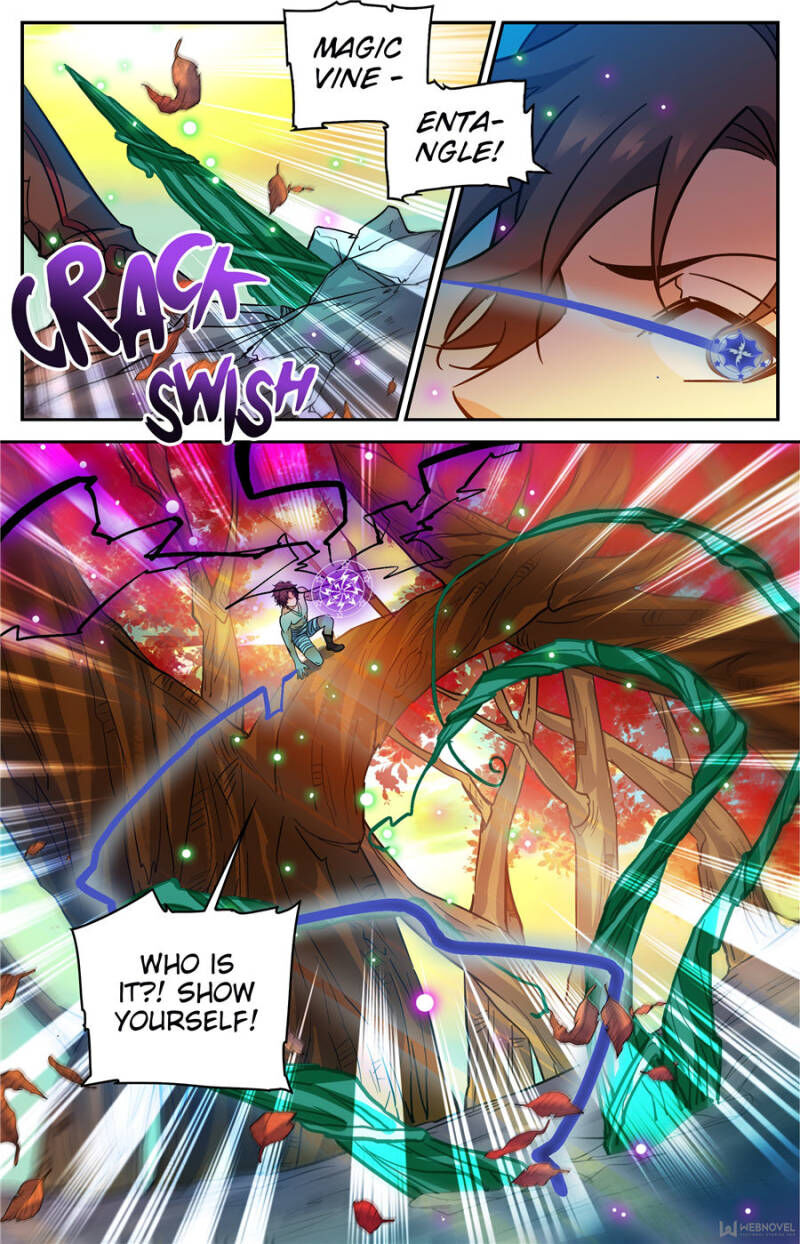 MAGIC
VINE -
ENTA-
NGLE!
CRACK
SWISH
WHO IS
IT?! SHOW
YOURSELF!
WEBNOVEL